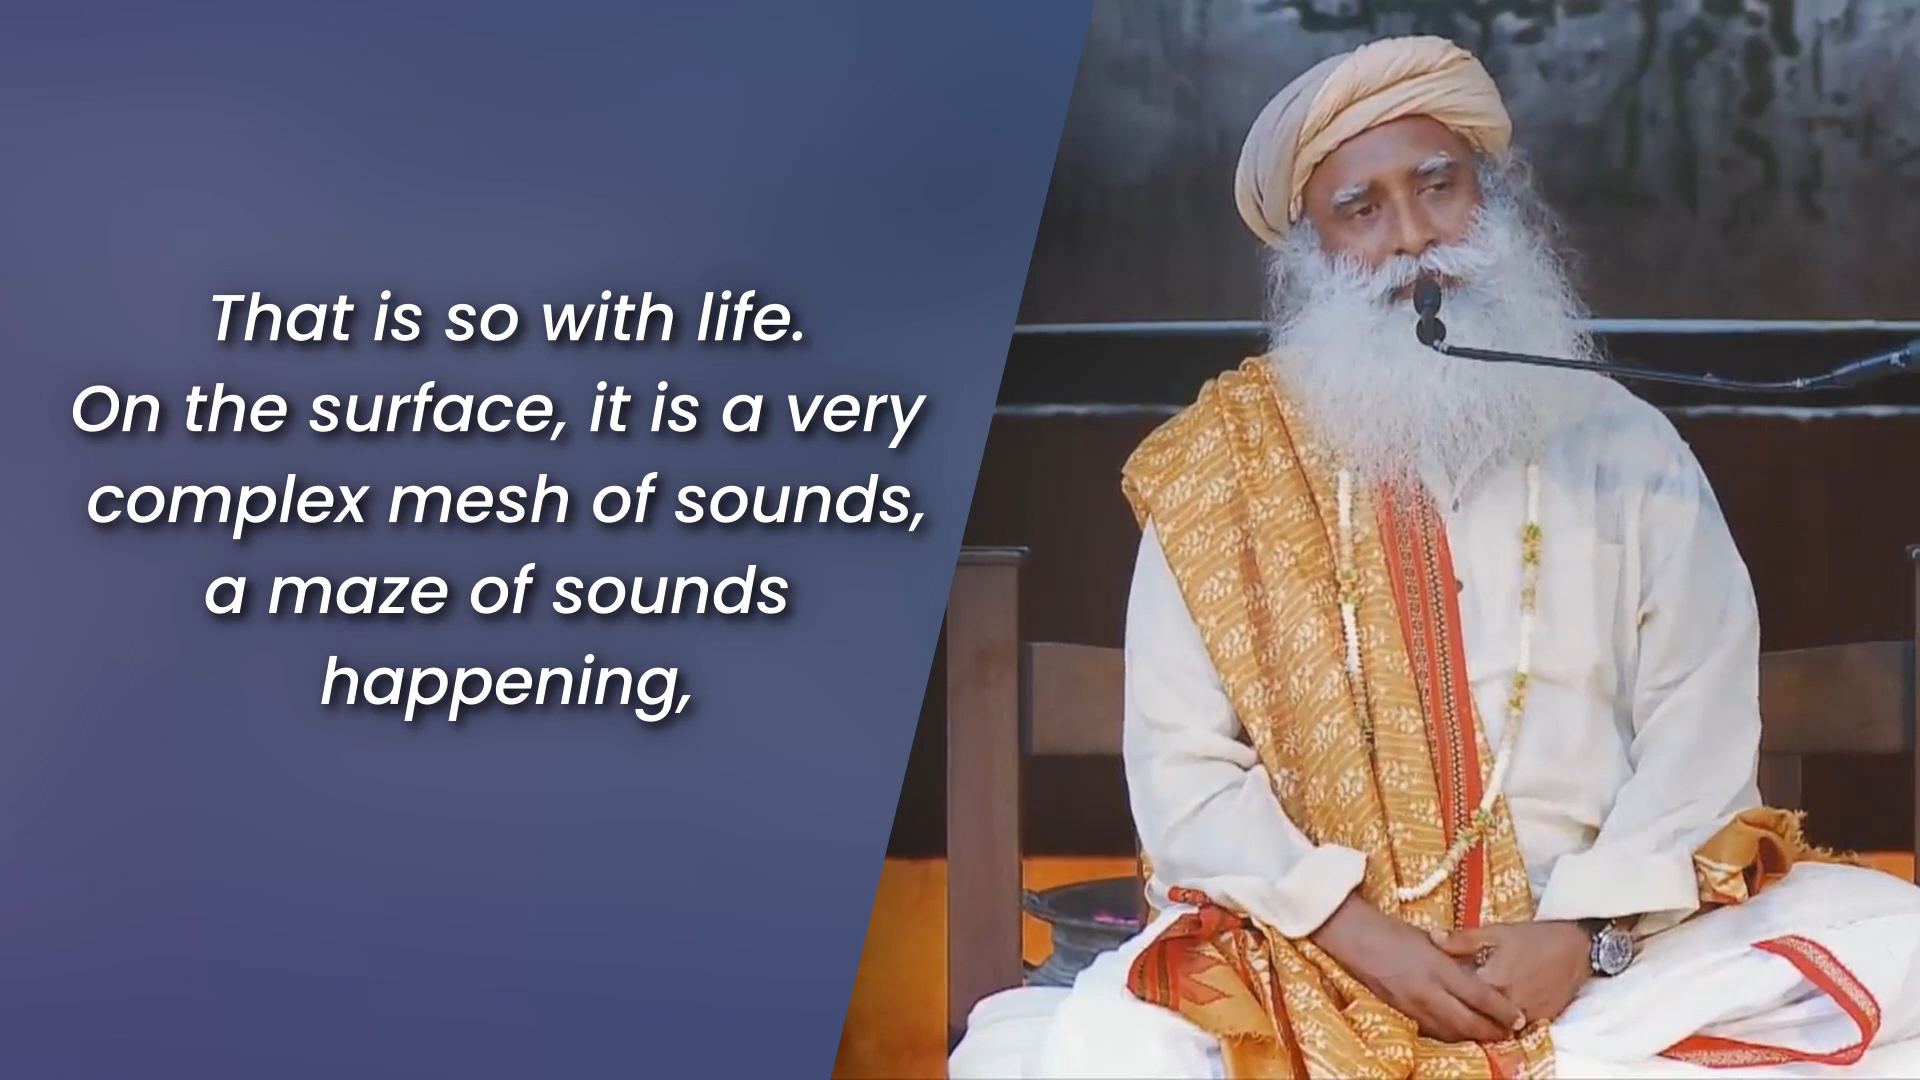 That is so with life.
On the surface, it is a very
complex mesh of sounds,
a maze of sounds
happening,